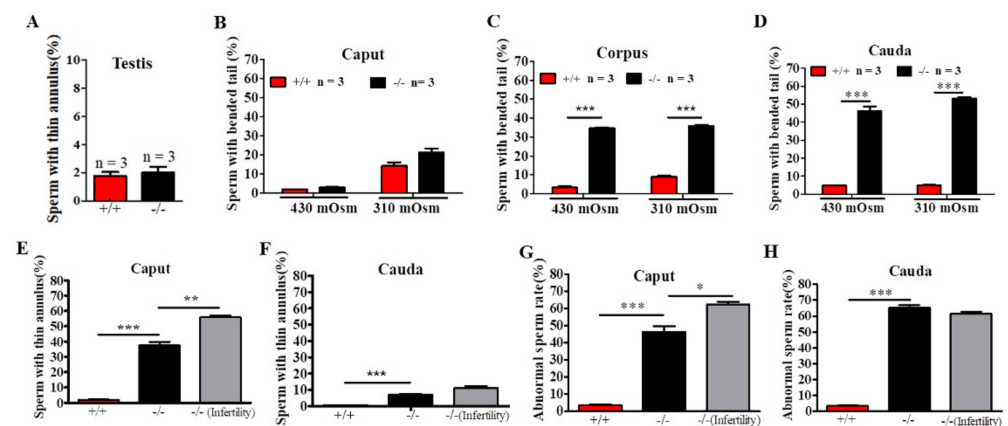 A
Testis
Sperm with thin annulus(%)
10
8
6
4
2
0
n = 3
n = 3
+/+
-/-
B
Caput
Sperm with bended tail (%)
70
60
50
40
30
20
10
0
+/+ n = 3
-/- n= 3
430 mOsm
310 mOsm
C
Corpus
Sperm with bended tail (%)
70
60
50
40
30
20
10
0
+/+ n = 3
-/- n = 3
***
***
430 mOsm
310 mOsm
D
Cauda
Sperm with bended tail (%)
70
60
50
40
30
20
10
0
+/+ n = 3
-/- n = 3
***
***
430 mOsm
310 mOsm
E
Caput
Sperm with thin annulus(%)
80
70
60
50
40
30
20
10
0
***
**
+/+
-/-
-/- (Infertility)
F
Cauda
Sperm with thin annulus(%)
80
70
60
50
40
30
20
10
0
***
+/+
-/-
-/-(Infertility)
G
Caput
Abnormal sperm rate(%)
80
70
60
50
40
30
20
10
0
***
*
+/+
-/-
-/-(Infertility)
H
Cauda
Abnormal sperm rate(%)
80
70
60
50
40
30
20
10
0
***
+/+
-/-
-/-(Infertility)